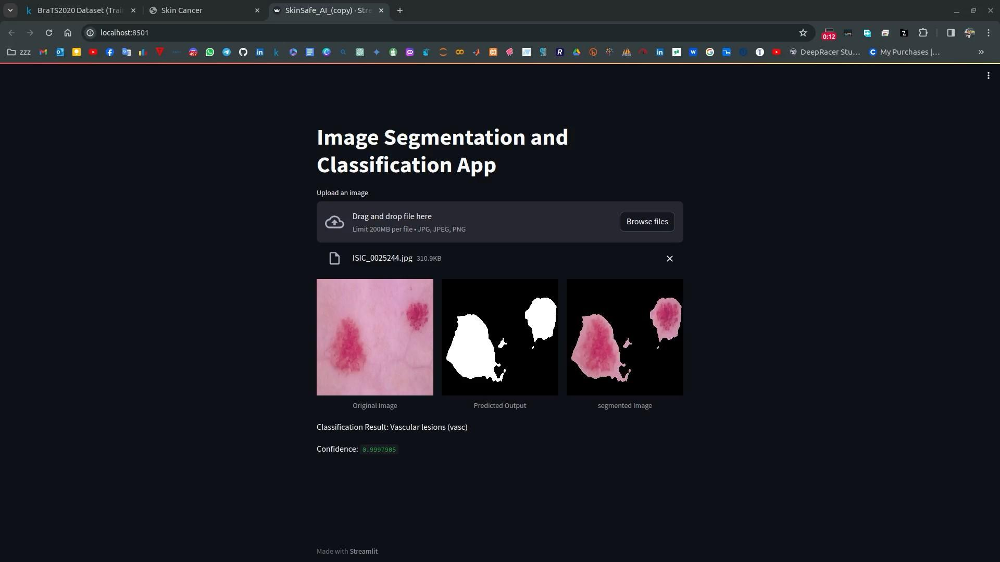 BraTS2020 Dataset (Trai
Skin Cancer
SkinSafe_AI_(copy) · Stre
localhost:8501
0:12
zzz
497
DeepRacer Stu...
My Purchases |...
Image Segmentation and
Classification App
Upload an image
Drag and drop file here
Limit 200MB per file • JPG, JPEG, PNG
Browse files
ISIC_0025244.jpg 310.9KB
Original Image
Predicted Output
segmented Image
Classification Result: Vascular lesions (vasc)
Confidence: 0.9997905
Made with Streamlit